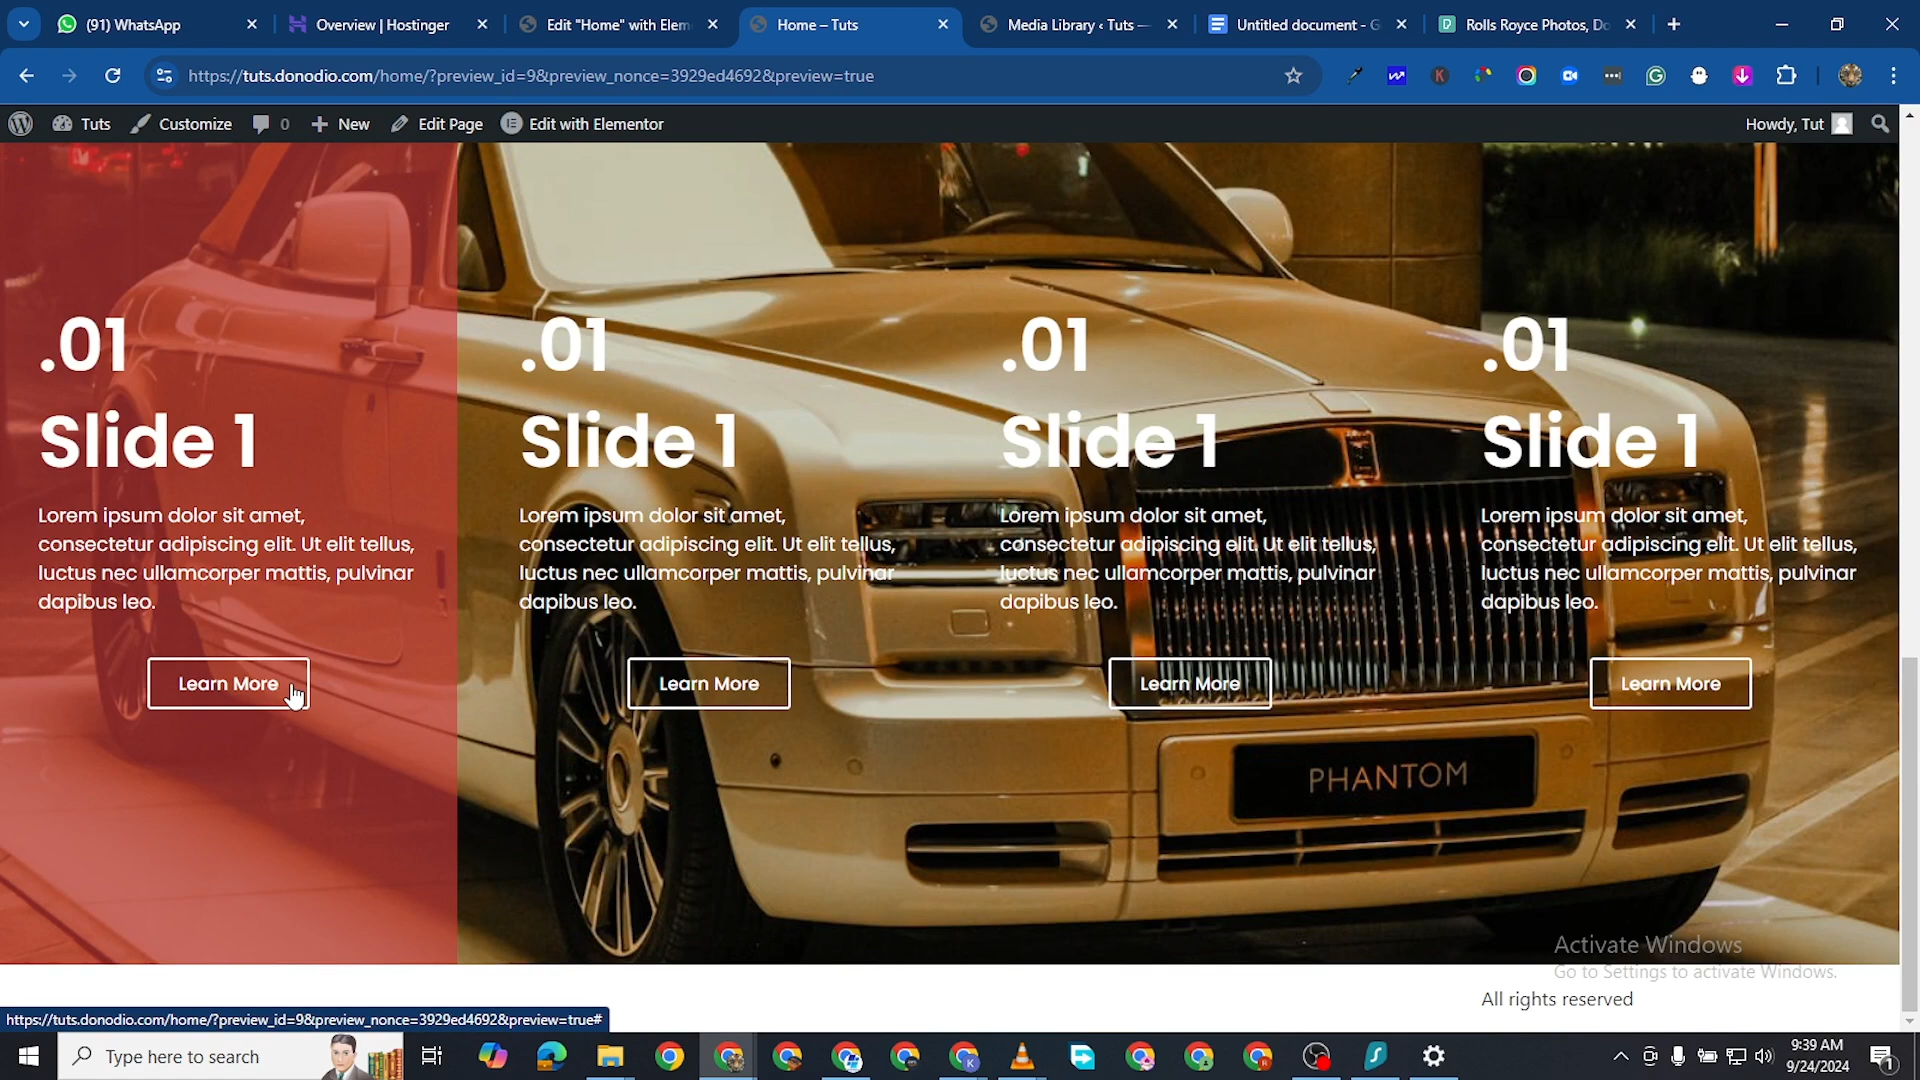 (91) WhatsApp
Overview | Hostinger
Edit "Home" with Elem
Home – Tuts
Media Library ‹ Tuts —
Untitled document - G
Rolls Royce Photos, Do
https://tuts.donodio.com/home/?preview_id=9&preview_nonce=3929ed4692&preview=true
Tuts
Customize
0
New
Edit Page
Edit with Elementor
Howdy, Tut
.01
Slide 1
Lorem ipsum dolor sit amet,
consectetur adipiscing elit. Ut elit tellus,
luctus nec ullamcorper mattis, pulvinar
dapibus leo.
Learn More
.01
Slide 1
Lorem ipsum dolor sit amet,
consectetur adipiscing elit. Ut elit tellus,
luctus nec ullamcorper mattis, pulvinar
dapibus leo.
Learn More
.01
Slide 1
Lorem ipsum dolor sit amet,
consectetur adipiscing elit. Ut elit tellus,
luctus nec ullamcorper mattis, pulvinar
dapibus leo.
Learn More
.01
Slide 1
Lorem ipsum dolor sit amet,
consectetur adipiscing elit. Ut elit tellus,
luctus nec ullamcorper mattis, pulvinar
dapibus leo.
Learn More
PHANTOM
Activate Windows
Go to Settings to activate Windows.
All rights reserved
https://tuts.donodio.com/home/?preview_id=9&preview_nonce=3929ed4692&preview=true#
Type here to search
9:39 AM
9/24/2024
1